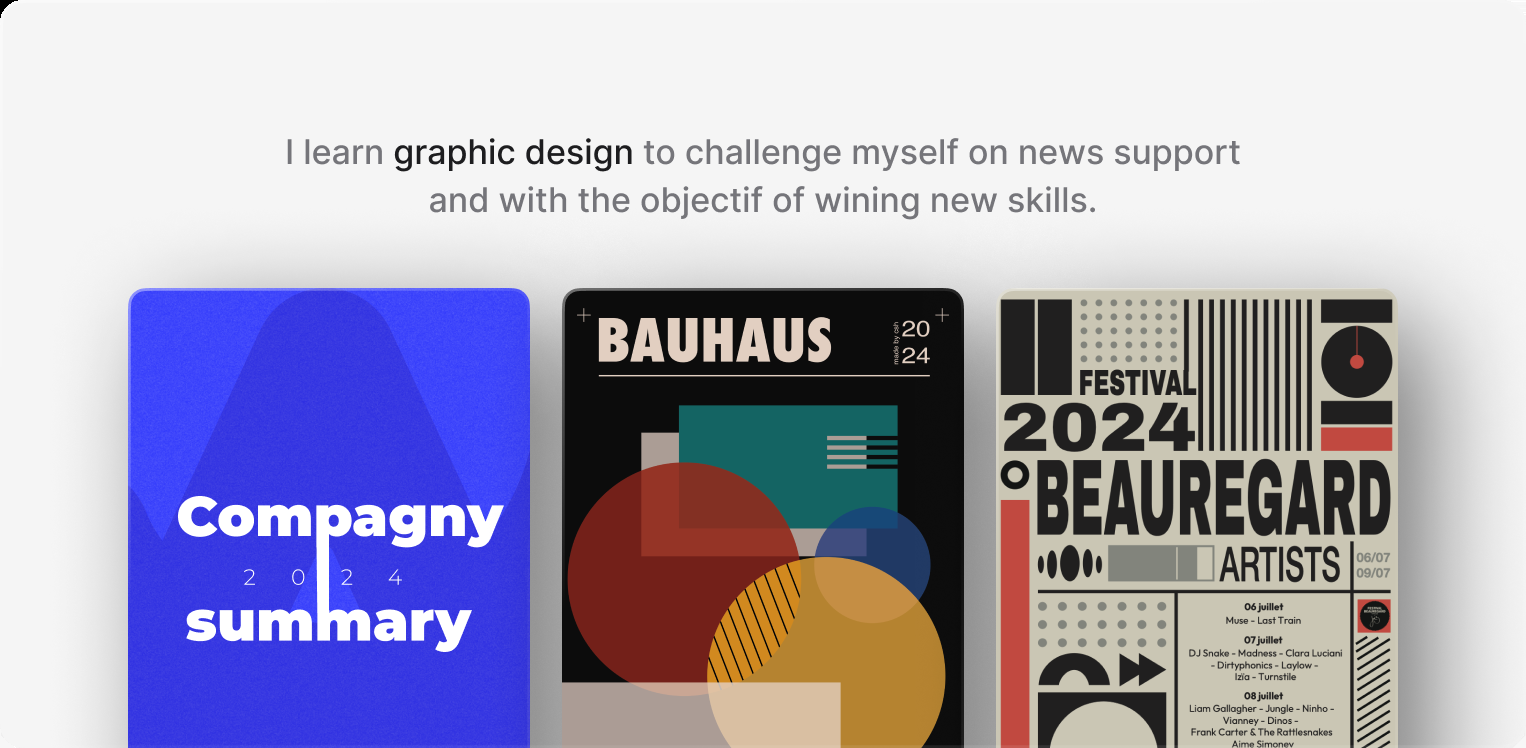 I learn graphic design to challenge myself on news support
and with the objectif of wining new skills.
Compagny
2 0 2 4
summary
BAUHAUS
made by csh
20
24
FESTIVAL
2024
BEAUREGARD
ARTISTS
06/07
09/07
06 juillet
Muse - Last Train
07 juillet
DJ Snake - Madness - Clara Luciani
- Dirtyphonics - Laylow -
Izïa - Turnstile
08 juillet
Liam Gallagher - Jungle - Ninho -
Vianney - Dinos -
Frank Carter & The Rattlesnakes
Aime Simoney